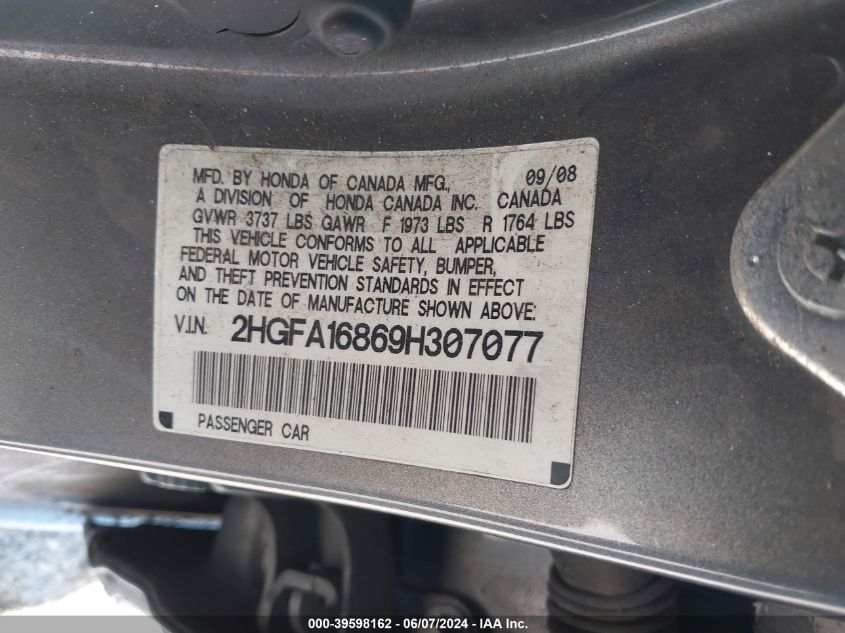 MFD. BY HONDA OF CANADA MFG., 09/08
A DIVISION OF HONDA CANADA INC. CANADA
GVWR 3737 LBS GAWR F 1973 LBS R 1764 LBS
THIS VEHICLE CONFORMS TO ALL APPLICABLE
FEDERAL MOTOR VEHICLE SAFETY, BUMPER,
AND THEFT PREVENTION STANDARDS IN EFFECT
ON THE DATE OF MANUFACTURE SHOWN ABOVE:
V.I.N. 2HGFA16869H307077
PASSENGER CAR
000-39598162 - 06/07/2024 - IAA Inc.